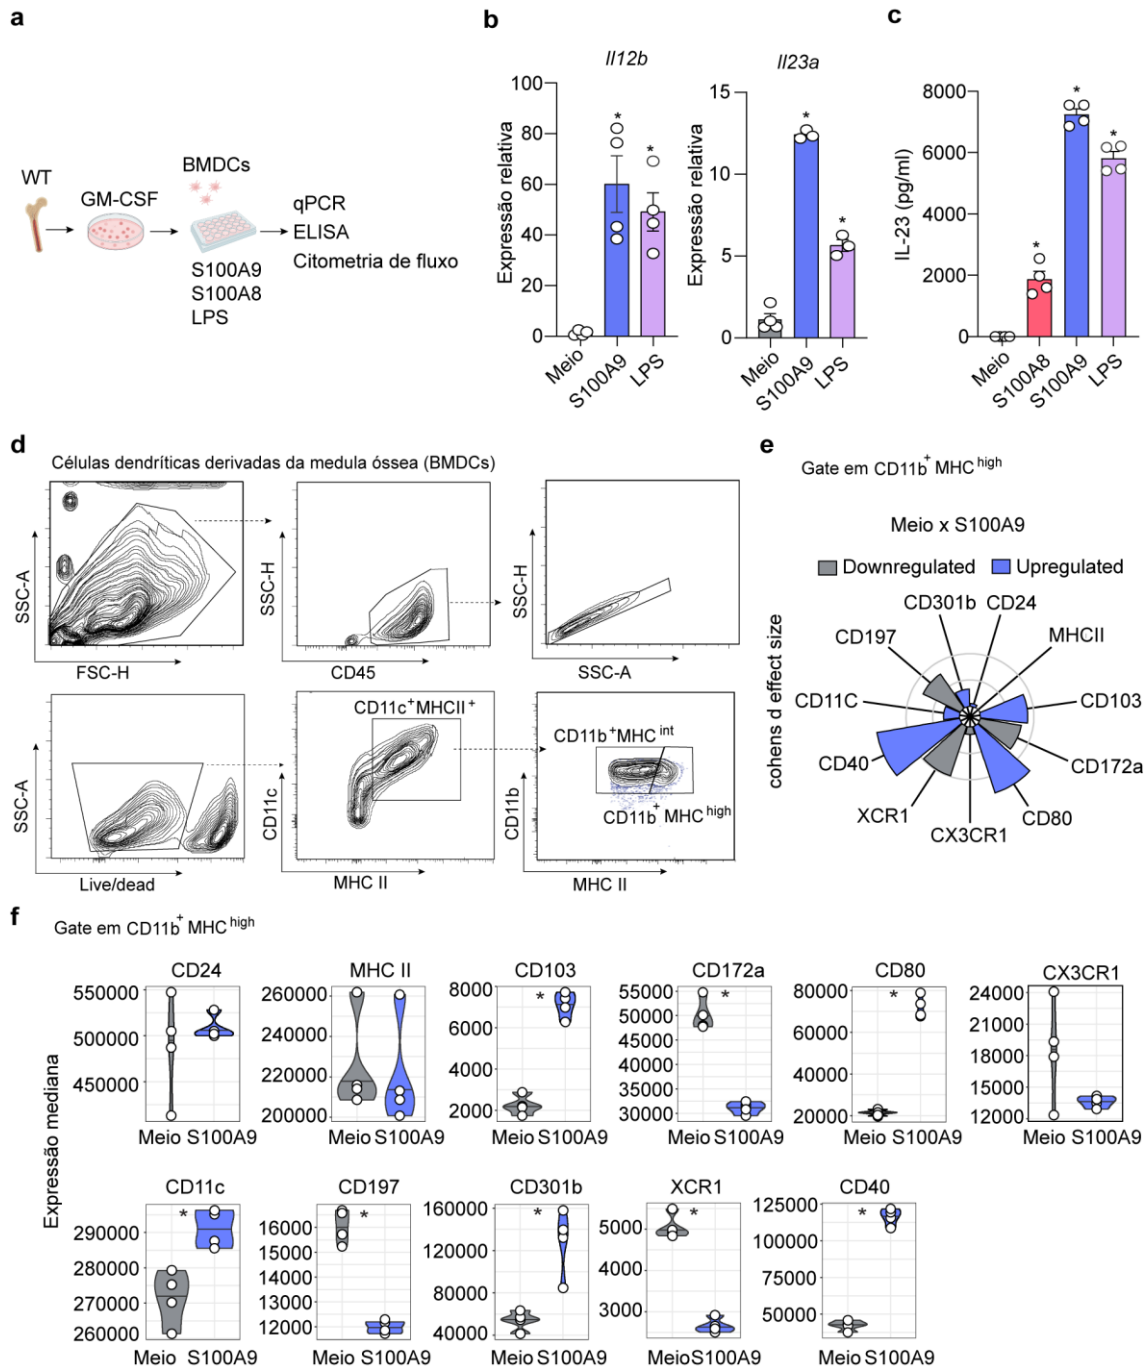 a
WT
GM-CSF
BMDCs
S100A9
S100A8
LPS
qPCR
ELISA
Citometria de fluxo
b
Il12b
Expressão relativa
100
80
60
40
20
0
*
*
Meio
S100A9
LPS
Il23a
Expressão relativa
15
10
5
0
*
*
Meio
S100A9
LPS
c
IL-23 (pg/ml)
8000
6000
4000
2000
0
*
*
*
Meio
S100A8
S100A9
LPS
d
Células dendríticas derivadas da medula óssea (BMDCs)
SSC-A
FSC-H
SSC-H
CD45
SSC-H
SSC-A
SSC-A
Live/dead
CD11c+MHCII+
CD11c
MHC II
CD11b+MHC int
CD11b+ MHC high
CD11b
MHC II
e
Gate em CD11b+ MHC high
Meio x S100A9
Downregulated
Upregulated
cohens d effect size
CD301b
CD24
CD197
MHCII
CD11C
CD103
CD40
CD172a
XCR1
CD80
CX3CR1
f
Gate em CD11b+ MHC high
Expressão mediana
CD24
550000
500000
450000
Meio S100A9
MHC II
260000
240000
220000
200000
Meio S100A9
CD103
8000
6000
4000
2000
*
Meio S100A9
CD172a
55000
50000
45000
40000
35000
30000
*
Meio S100A9
CD80
80000
60000
40000
20000
*
Meio S100A9
CX3CR1
24000
21000
18000
15000
12000
Meio S100A9
CD11c
290000
280000
270000
260000
*
Meio S100A9
CD197
16000
15000
14000
13000
12000
*
Meio S100A9
CD301b
160000
120000
80000
40000
*
Meio S100A9
XCR1
5000
4000
3000
*
Meio S100A9
CD40
125000
100000
75000
50000
*
Meio S100A9